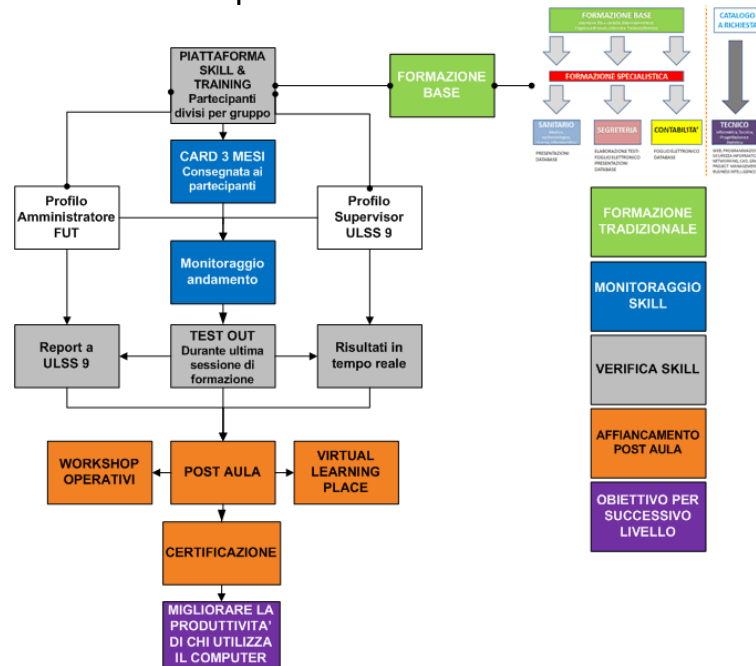 PIATTAFORMA
SKILL &
TRAINING
Partecipanti
divisi per gruppo
FORMAZIONE
BASE
FORMAZIONE BASE
FORMAZIONE SPECIALISTICA
SANITARIO
SEGRETERIA
CONTABILITA'
PRESENTAZIONI
DATABASE
ELABORAZIONE TESTI
FOGLIO ELETTRONICO
PRESENTAZIONI
DATABASE
FOGLIO ELETTRONICO
DATABASE
CATALOGO
A RICHIESTA
TECNICO
CARD 3 MESI
Consegnata ai
partecipanti
Profilo
Amministratore
FUT
Profilo
Supervisor
ULSS 9
Monitoraggio
andamento
Report a
ULSS 9
TEST OUT
Durante ultima
sessione di
formazione
Risultati in
tempo reale
WORKSHOP
OPERATIVI
POST AULA
VIRTUAL
LEARNING
PLACE
CERTIFICAZIONE
MIGLIORARE LA
PRODUTTIVITA'
DI CHI UTILIZZA
IL COMPUTER
FORMAZIONE
TRADIZIONALE
MONITORAGGIO
SKILL
VERIFICA SKILL
AFFIANCAMENTO
POST AULA
OBIETTIVO PER
SUCCESSIVO
LIVELLO